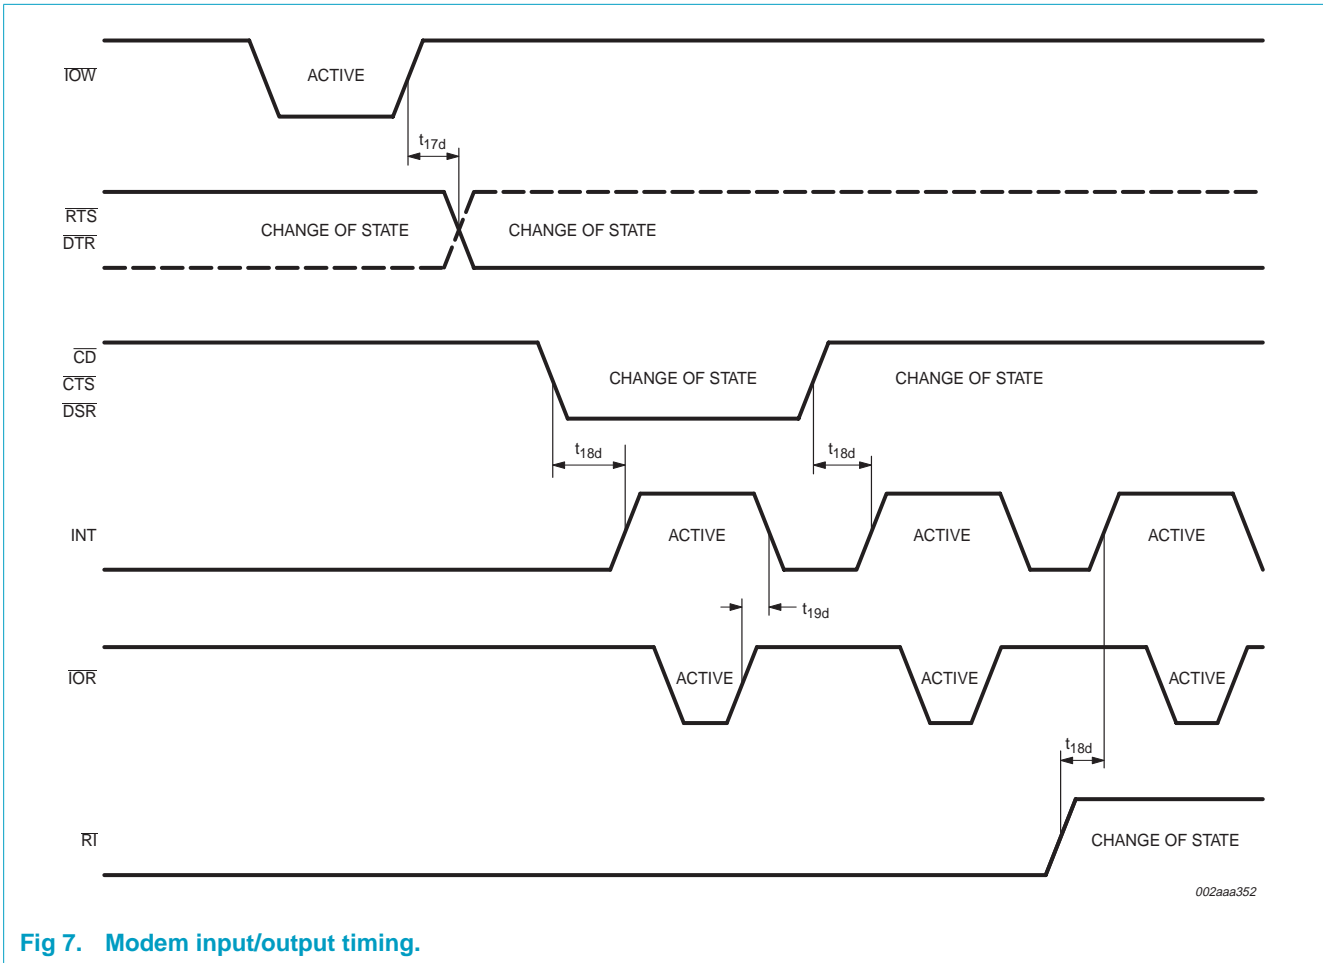 IOW
ACTIVE
t17d
RTS
DTR
CHANGE OF STATE
CHANGE OF STATE
CD
CTS
DSR
CHANGE OF STATE
CHANGE OF STATE
t18d
t18d
INT
ACTIVE
ACTIVE
ACTIVE
t19d
IOR
ACTIVE
ACTIVE
ACTIVE
t18d
RI
CHANGE OF STATE
002aaa352
Fig 7. Modem input/output timing.